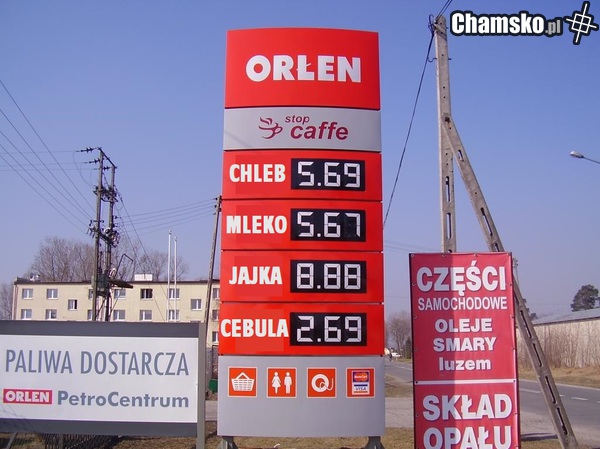 Chamsko.pl
ORŁEN
stop
caffe
CHLEB 5.69
MLEKO 5.67
JAJKA 8.88
CEBULA 2.69
PALIWA DOSTARCZA
ORLEN PetroCentrum
CZĘŚCI
SAMOCHODOWE
OLEJE
SMARY
luzem
SKŁAD
OPAŁU